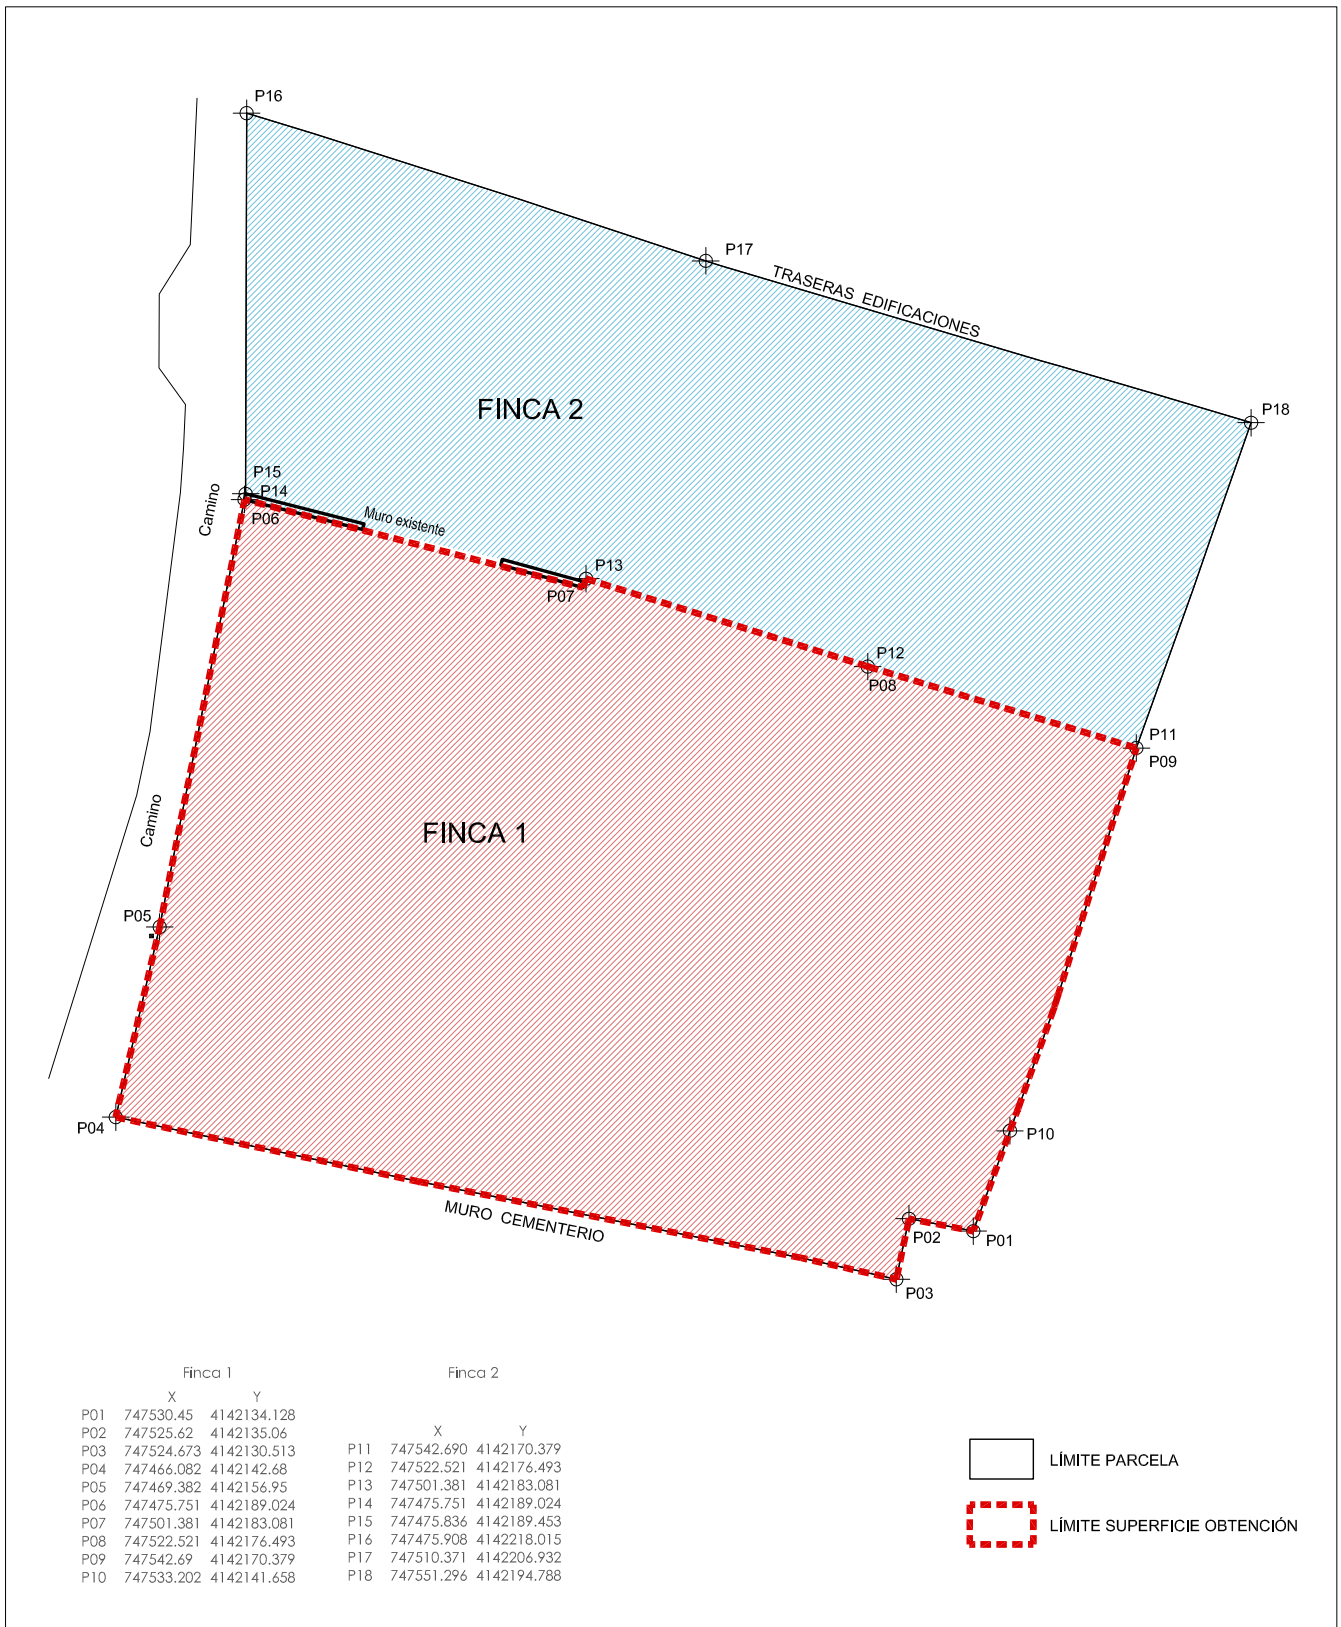 P16
P17
TRASERAS EDIFICACIONES
P18
FINCA 2
P15
P14
P06
Camino
Muro existente
P13
P07
P12
P08
P11
P09
Camino
FINCA 1
P05
P04
P10
MURO CEMENTERIO
P02
P01
P03
Finca 1
X Y
P01 747530.45 4142134.128
P02 747525.62 4142135.06
P03 747524.673 4142130.513
P04 747466.082 4142142.68
P05 747469.382 4142156.95
P06 747475.751 4142189.024
P07 747501.381 4142183.081
P08 747522.521 4142176.493
P09 747542.69 4142170.379
P10 747533.202 4142141.658
Finca 2
X Y
P11 747542.690 4142170.379
P12 747522.521 4142176.493
P13 747501.381 4142183.081
P14 747475.751 4142189.024
P15 747475.836 4142189.453
P16 747475.908 4142218.015
P17 747510.371 4142206.932
P18 747551.296 4142194.788
LÍMITE PARCELA
LÍMITE SUPERFICIE OBTENCIÓN